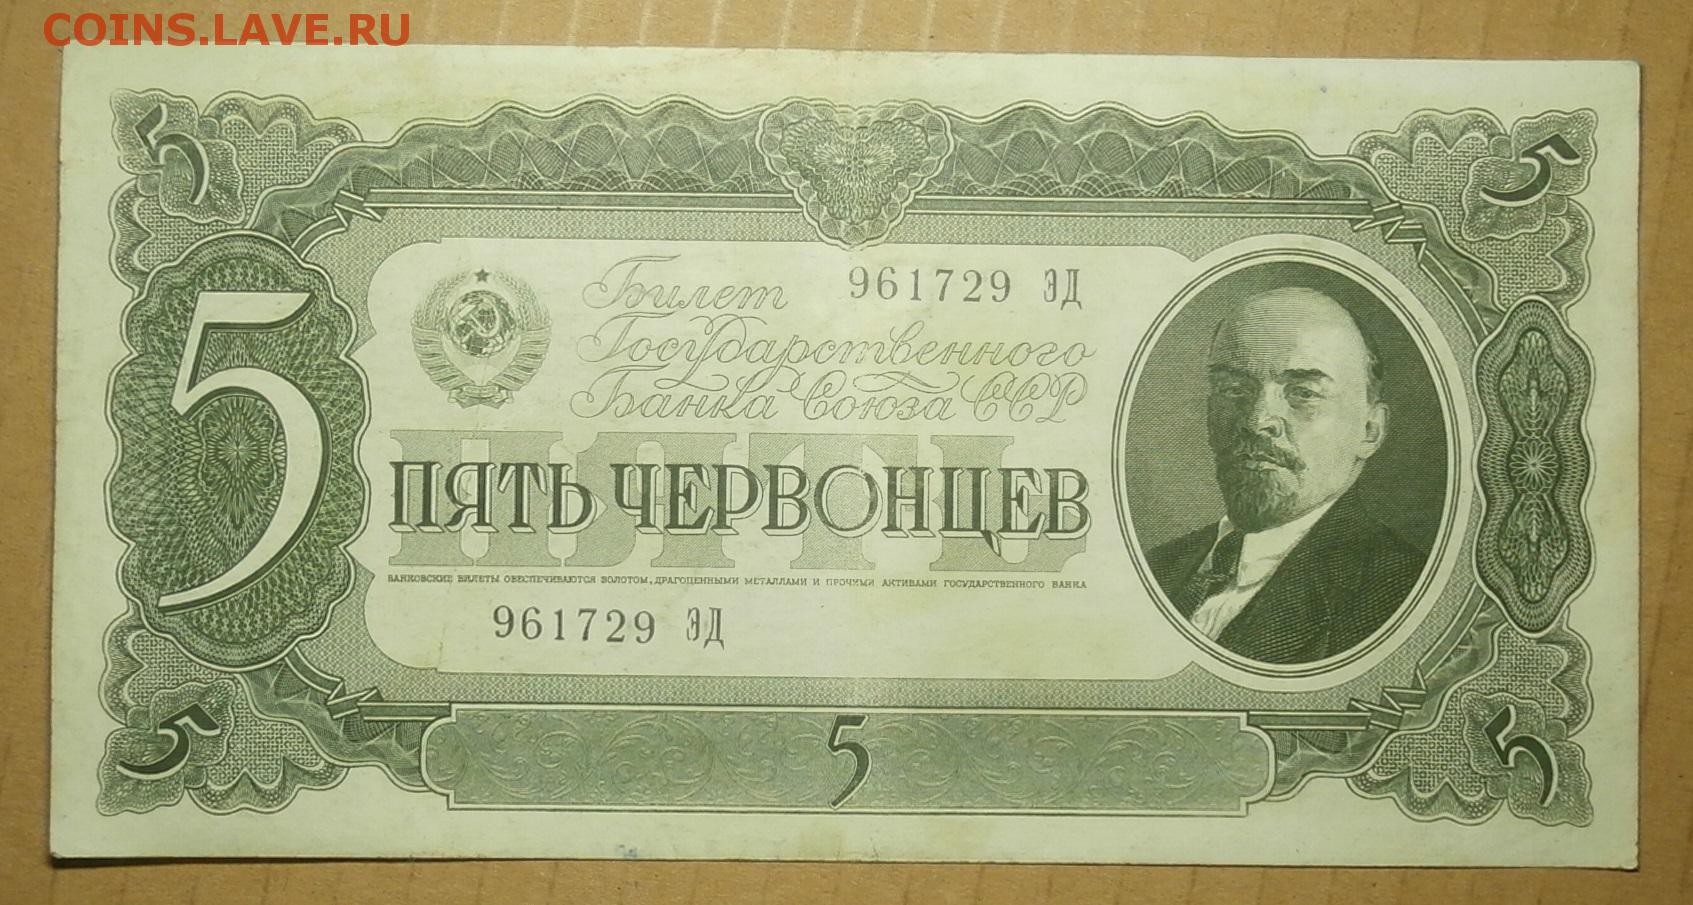 COINS.LAVE.RU
5 5
Билет 961729 ЭД
Государственного
Банка Союза ССР
5
ПЯТЬ
ПЯТЬ ЧЕРВОНЦЕВ
БАНКОВСКИЕ БИЛЕТЫ ОБЕСПЕЧИВАЮТСЯ ЗОЛОТОМ, ДРАГОЦЕННЫМИ МЕТАЛЛАМИ И ПРОЧИМИ АКТИВАМИ ГОСУДАРСТВЕННОГО БАНКА
961729 ЭД
5 5 5